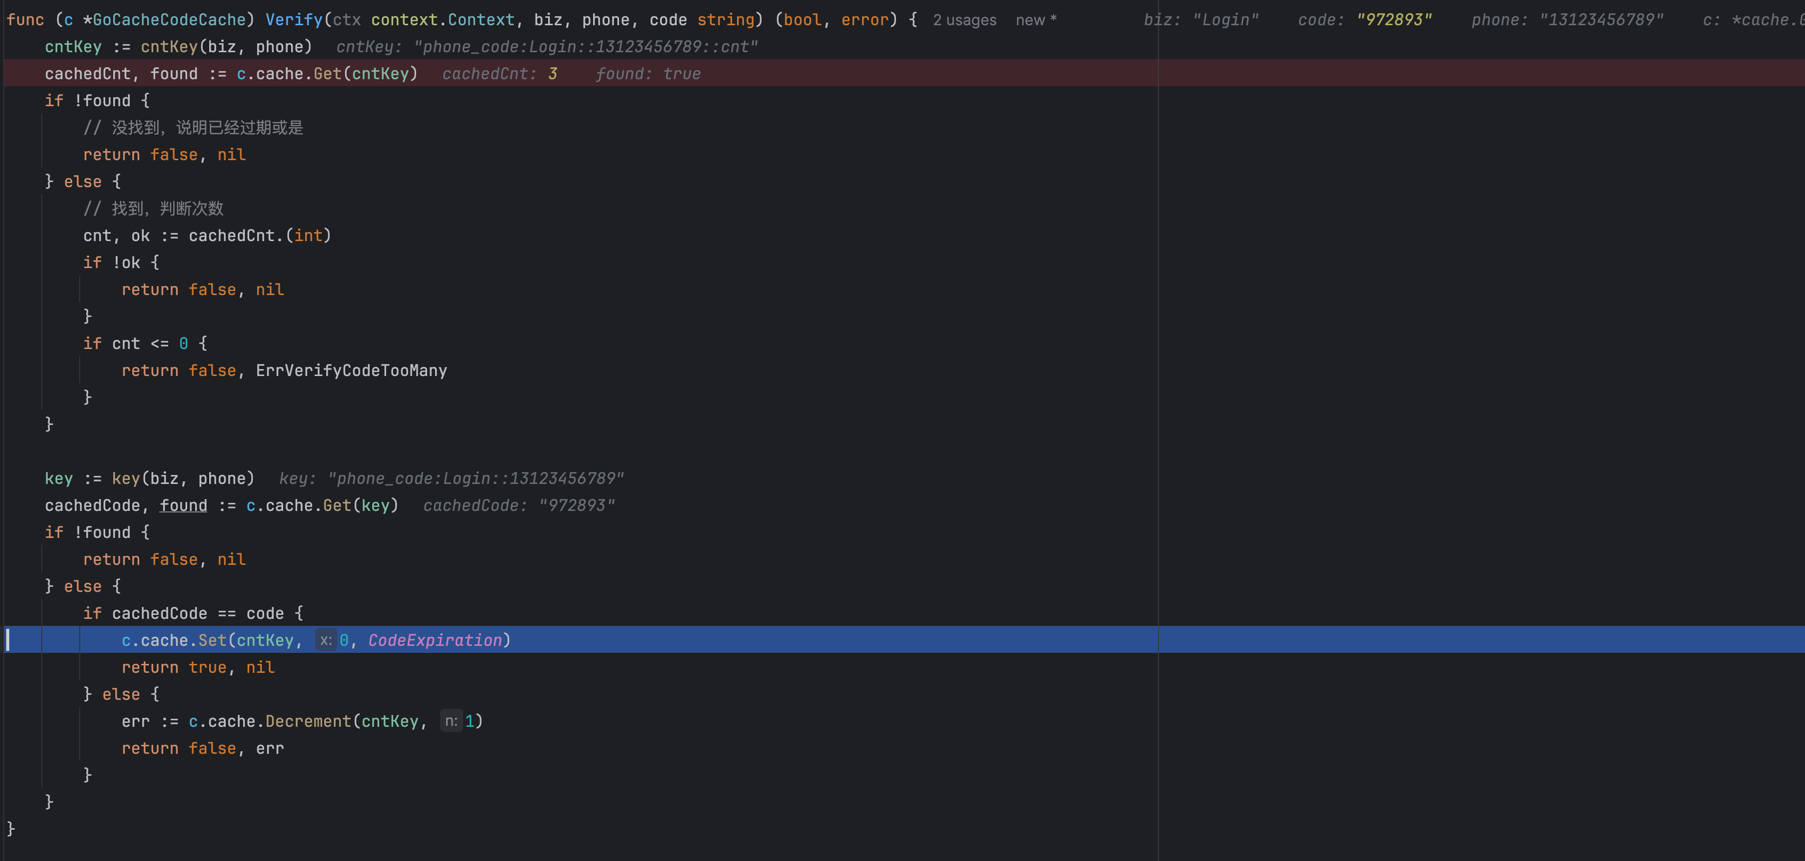 func (c *GoCacheCodeCache) Verify(ctx context.Context, biz, phone, code string) (bool, error) { 2 usages new * biz: "Login" code: "972893" phone: "13123456789" c: *cache.
cntKey := cntKey(biz, phone) cntKey: "phone_code:Login::13123456789::cnt"
cachedCnt, found := c.cache.Get(cntKey) cachedCnt: 3 found: true
if !found {
// 没找到，说明已经过期或是
return false, nil
} else {
// 找到，判断次数
cnt, ok := cachedCnt.(int)
if !ok {
return false, nil
}
if cnt <= 0 {
return false, ErrVerifyCodeTooMany
}
}
key := key(biz, phone) key: "phone_code:Login::13123456789"
cachedCode, found := c.cache.Get(key) cachedCode: "972893"
if !found {
return false, nil
} else {
if cachedCode == code {
c.cache.Set(cntKey, x: 0, CodeExpiration)
return true, nil
} else {
err := c.cache.Decrement(cntKey, n: 1)
return false, err
}
}
}